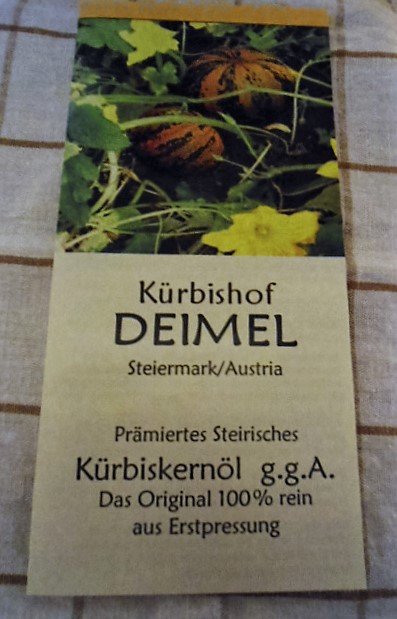 Kürbishof
DEIMEL
Steiermark/Austria
Prämiertes Steirisches
Kürbiskernöl g.g.A.
Das Original 100% rein
aus Erstpressung